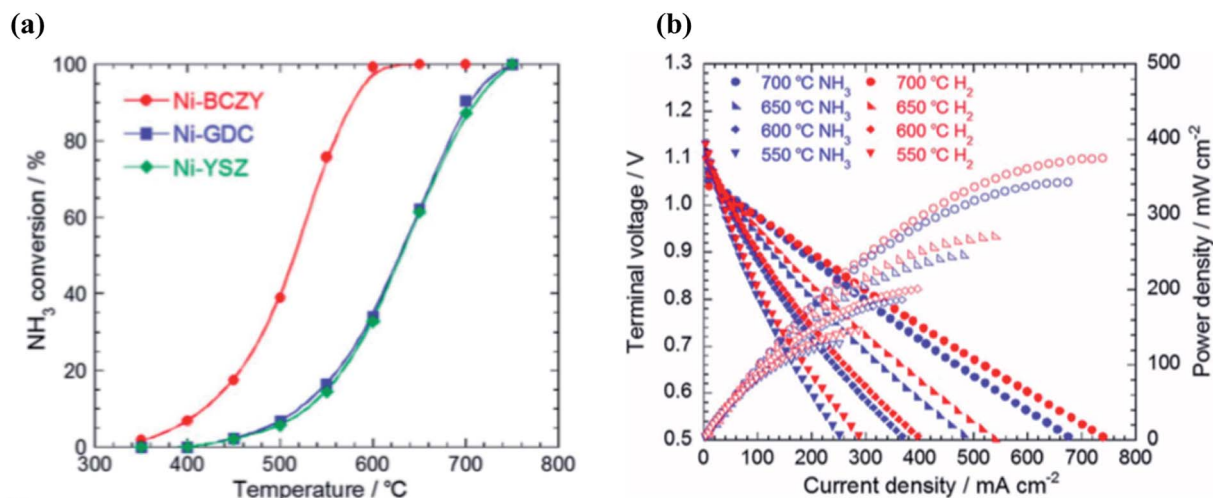 (a)
100
80
60
40
20
0
NH₃ conversion / %
Ni-BCZY
Ni-GDC
Ni-YSZ
300 400 500 600 700 800
Temperature / °C
(b)
1.3
1.2
1.1
1.0
0.9
0.8
0.7
0.6
0.5
Terminal voltage / V
700 °C NH₃ 700 °C H₂
650 °C NH₃ 650 °C H₂
600 °C NH₃ 600 °C H₂
550 °C NH₃ 550 °C H₂
500
400
300
200
100
0
Power density / mW cm⁻²
0 100 200 300 400 500 600 700 800
Current density / mA cm⁻²